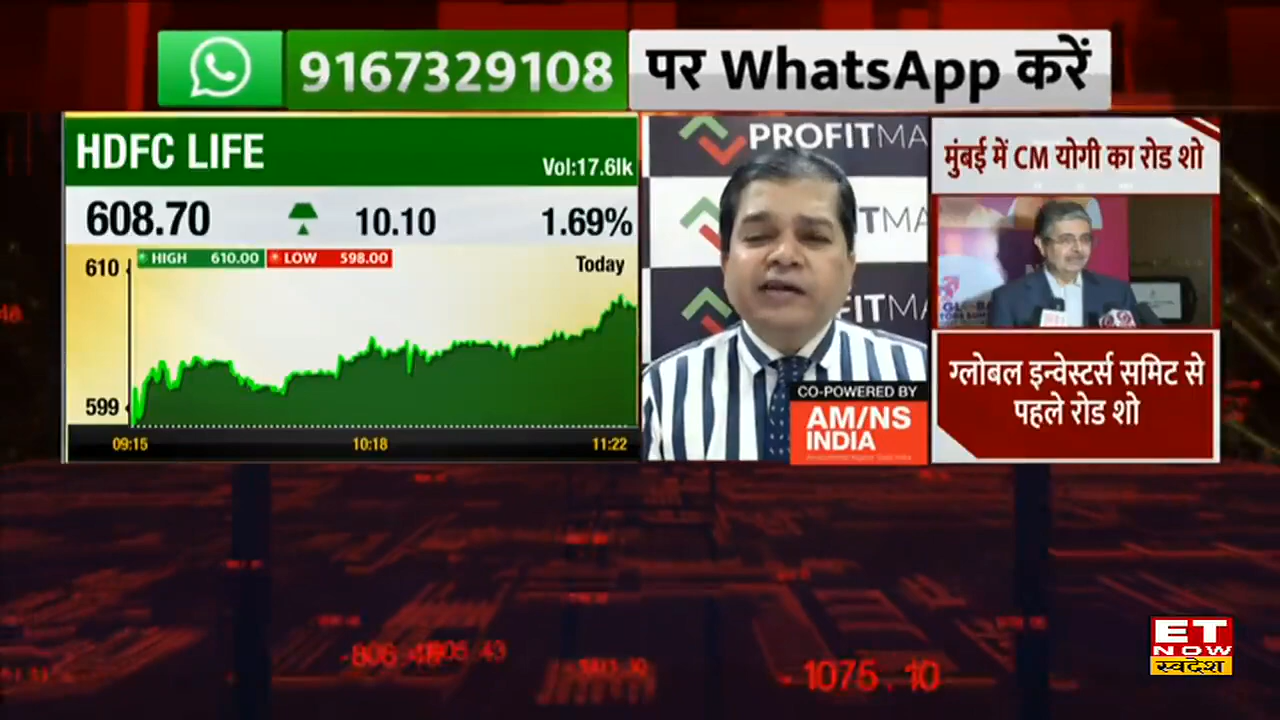 9167329108 पर WhatsApp करें
HDFC LIFE
Vol:17.6lk
608.70 10.10 1.69%
HIGH 610.00 LOW 598.00
Today
610
599
09:15 10:18 11:22
PROFITMA
FITMA
FITMA
CO-POWERED BY
AM/NS
INDIA
मुंबई में CM योगी का रोड शो
ग्लोबल इन्वेस्टर्स समिट से
पहले रोड शो
-1075.10
ET
NOW
स्वदेश